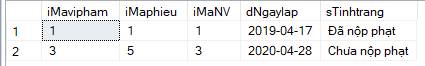 iMavipham iMaphieu iMaNV dNgaylap sTinhtrang
1 1 1 1 2019-04-17 Đã nộp phạt
2 3 5 3 2020-04-28 Chưa nộp phạt